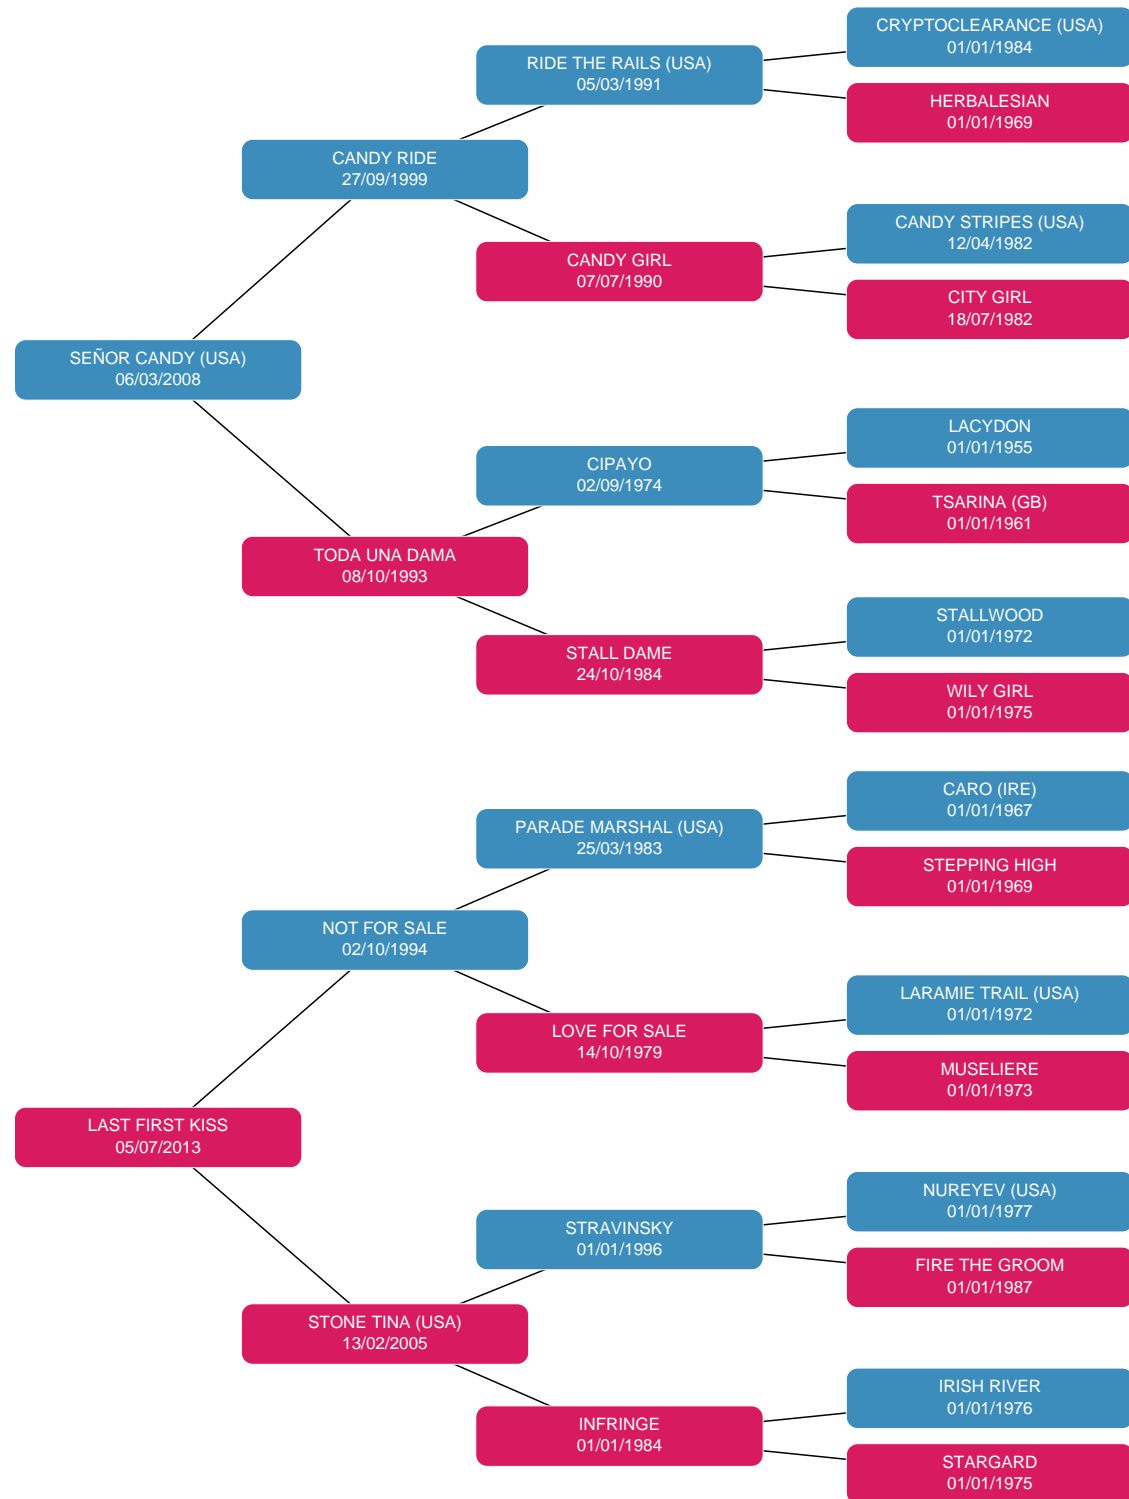 CRYPTOCLEARANCE (USA)
01/01/1984
RIDE THE RAILS (USA)
05/03/1991
HERBALESIAN
01/01/1969
CANDY RIDE
27/09/1999
CANDY STRIPES (USA)
12/04/1982
CANDY GIRL
07/07/1990
CITY GIRL
18/07/1982
SEÑOR CANDY (USA)
06/03/2008
LACYDON
01/01/1955
CIPAYO
02/09/1974
TSARINA (GB)
01/01/1961
TODA UNA DAMA
08/10/1993
STALLWOOD
01/01/1972
STALL DAME
24/10/1984
WILY GIRL
01/01/1975
CARO (IRE)
01/01/1967
PARADE MARSHAL (USA)
25/03/1983
STEPPING HIGH
01/01/1969
NOT FOR SALE
02/10/1994
LARAMIE TRAIL (USA)
01/01/1972
LOVE FOR SALE
14/10/1979
MUSELIERE
01/01/1973
LAST FIRST KISS
05/07/2013
NUREYEV (USA)
01/01/1977
STRAVINSKY
01/01/1996
FIRE THE GROOM
01/01/1987
STONE TINA (USA)
13/02/2005
IRISH RIVER
01/01/1976
INFRINGE
01/01/1984
STARGARD
01/01/1975